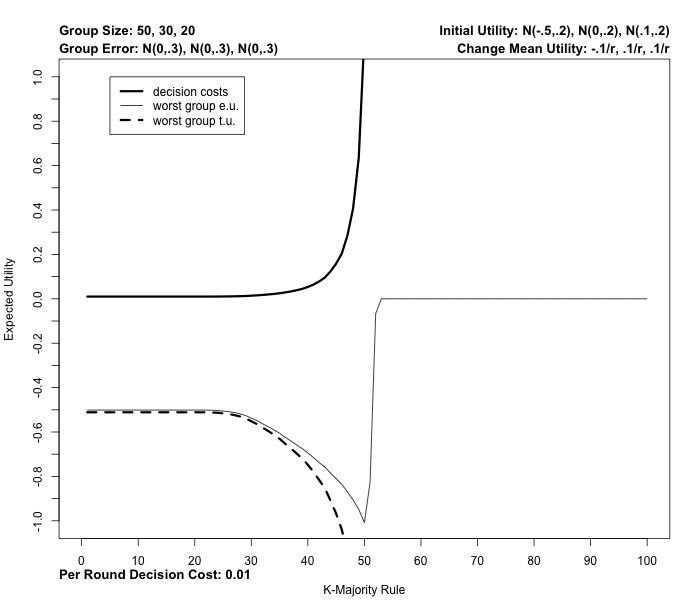 Group Size: 50, 30, 20
Initial Utility: N(-.5,.2), N(0,.2), N(.1,.2)
Group Error: N(0,.3), N(0,.3), N(0,.3)
Change Mean Utility: -.1/r, .1/r, .1/r
decision costs
worst group e.u.
worst group t.u.
Expected Utility
1.0
0.8
0.6
0.4
0.2
0.0
-0.2
-0.4
-0.6
-0.8
-1.0
0 10 20 30 40 50 60 70 80 90 100
Per Round Decision Cost: 0.01
K-Majority Rule